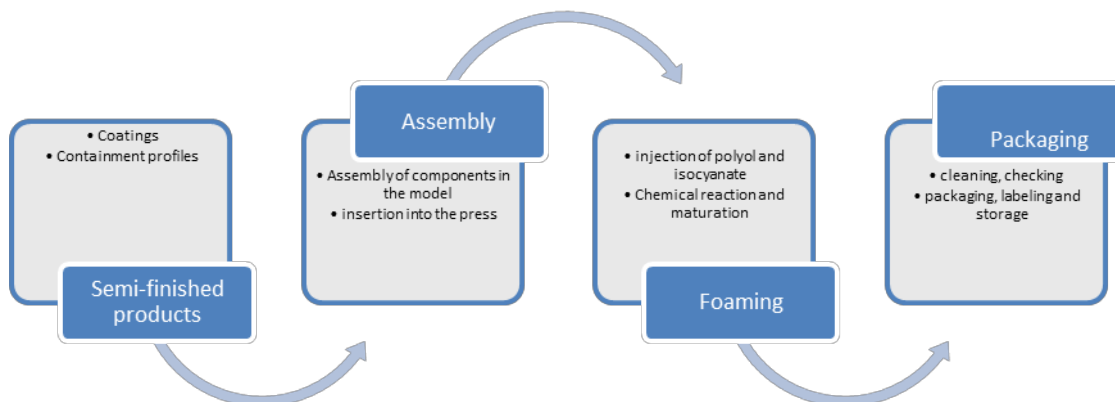 • Coatings
• Containment profiles
Semi-finished
products
Assembly
• Assembly of components in
the model
• insertion into the press
• injection of polyol and
isocyanate
• Chemical reaction and
maturation
Foaming
Packaging
• cleaning, checking
• packaging, labeling and
storage